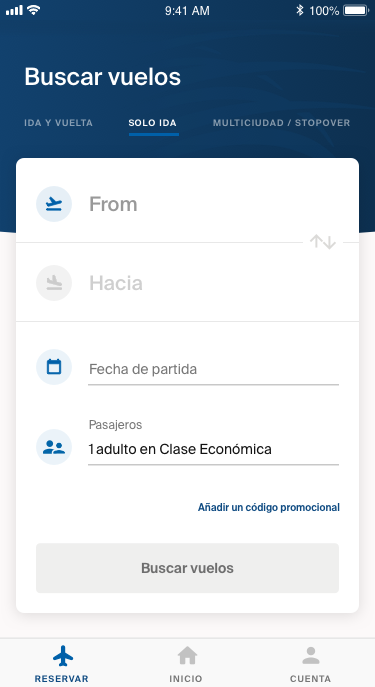 9:41 AM
100%
Buscar vuelos
IDA Y VUELTA
SOLO IDA
MULTICIUDAD / STOPOVER
From
Hacia
Fecha de partida
Pasajeros
1 adulto en Clase Económica
Añadir un código promocional
Buscar vuelos
RESERVAR
INICIO
CUENTA